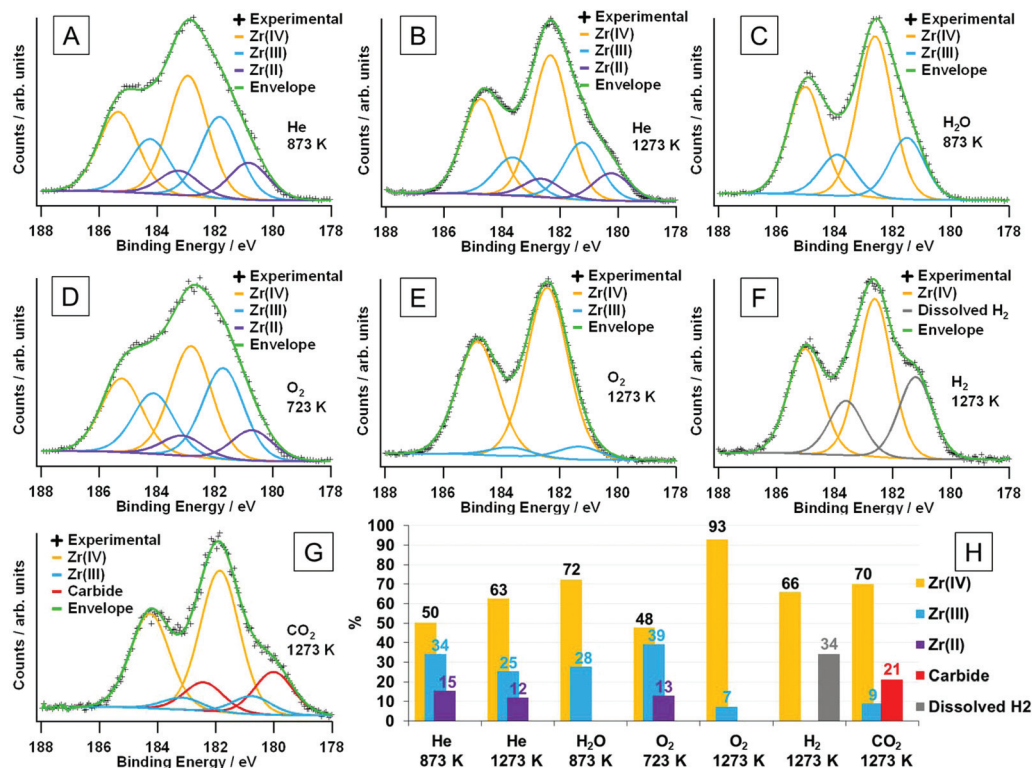 A
Experimental
Zr(IV)
Zr(III)
Zr(II)
Envelope
He
873 K
Counts / arb. units
188 186 184 182 180 178
Binding Energy / eV
B
Experimental
Zr(IV)
Zr(III)
Zr(II)
Envelope
He
1273 K
Counts / arb. units
188 186 184 182 180 178
Binding Energy / eV
C
Experimental
Zr(IV)
Zr(III)
Envelope
H₂O
873 K
Counts / arb. units
188 186 184 182 180 178
Binding Energy / eV
D
Experimental
Zr(IV)
Zr(III)
Zr(II)
Envelope
O₂
723 K
Counts / arb. units
188 186 184 182 180 178
Binding Energy / eV
E
Experimental
Zr(IV)
Zr(III)
Envelope
O₂
1273 K
Counts / arb. units
188 186 184 182 180 178
Binding Energy / eV
F
Experimental
Zr(IV)
Dissolved H₂
Envelope
H₂
1273 K
Counts / arb. units
188 186 184 182 180 178
Binding Energy / eV
G
Experimental
Zr(IV)
Zr(III)
Carbide
Envelope
CO₂
1273 K
Counts / arb. units
188 186 184 182 180 178
Binding Energy / eV
H
%
100
90
80
70
60
50
40
30
20
10
0
50 34 15
63 25 12
72 28
48 39 13
93 7
66 34
70 9 21
He He H₂O O₂ O₂ H₂ CO₂
873 K 1273 K 873 K 723 K 1273 K 1273 K 1273 K
Zr(IV)
Zr(III)
Zr(II)
Carbide
Dissolved H2